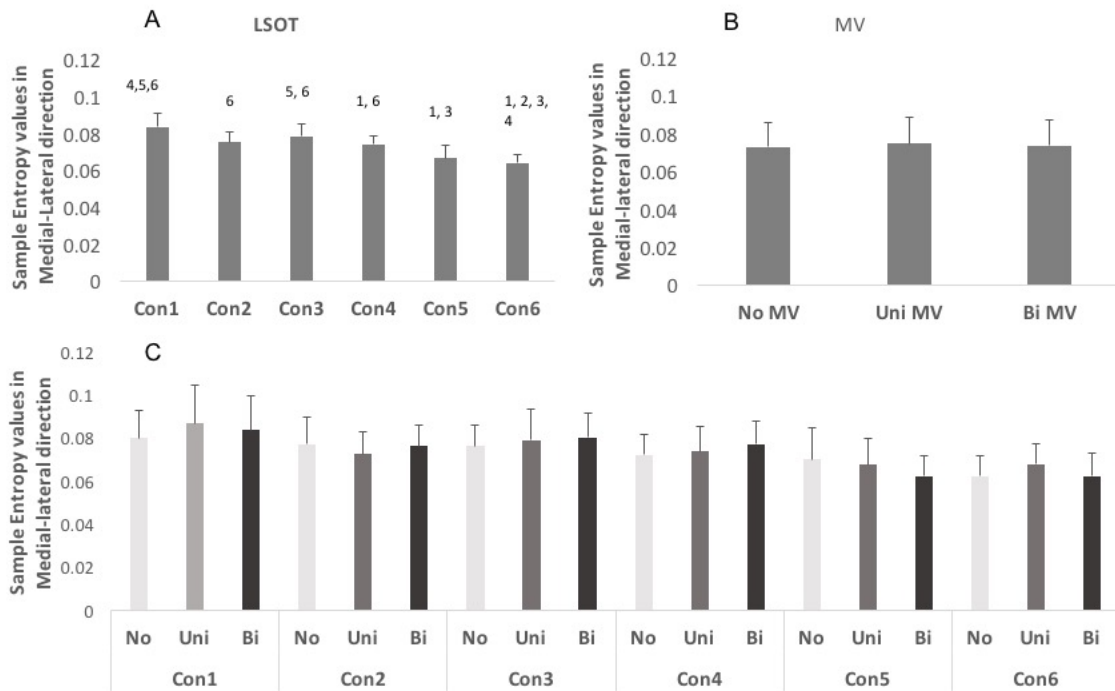 A
LSOT
Sample Entropy values in
Medial-Lateral direction
0.12
0.1
0.08
0.06
0.04
0.02
0
4,5,6
6
5, 6
1, 6
1, 3
1, 2, 3,
4
Con1 Con2 Con3 Con4 Con5 Con6
B
MV
Sample Entropy values in
Medial-lateral direction
0.12
0.1
0.08
0.06
0.04
0.02
0
No MV Uni MV Bi MV
C
Sample Entropy values in
Medial-lateral direction
0.12
0.1
0.08
0.06
0.04
0.02
0
No Uni Bi No Uni Bi No Uni Bi No Uni Bi No Uni Bi No Uni Bi
Con1 Con2 Con3 Con4 Con5 Con6